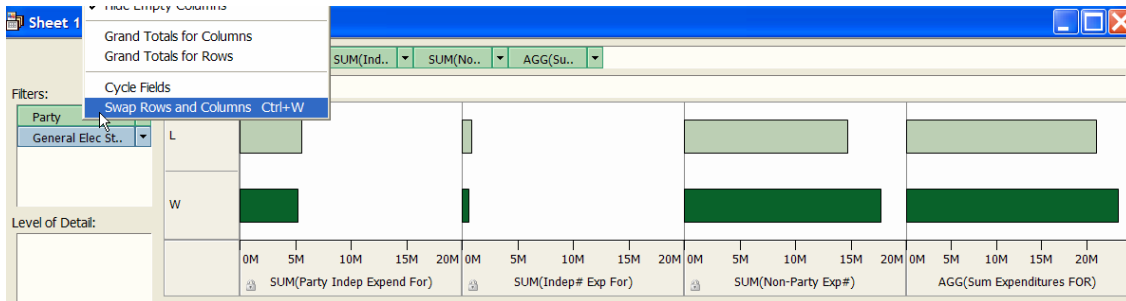 Hide Empty Columns
Sheet 1
Grand Totals for Columns
Grand Totals for Rows
SUM(Ind.. SUM(No.. AGG(Su..
Cycle Fields
Filters:
Swap Rows and Columns Ctrl+W
Party
General Elec St.. L
W
Level of Detail:
0M 5M 10M 15M 20M 0M 5M 10M 15M 20M 0M 5M 10M 15M 20M 0M 5M 10M 15M 20M
SUM(Party Indep Expend For) SUM(Indep# Exp For) SUM(Non-Party Exp#) AGG(Sum Expenditures FOR)